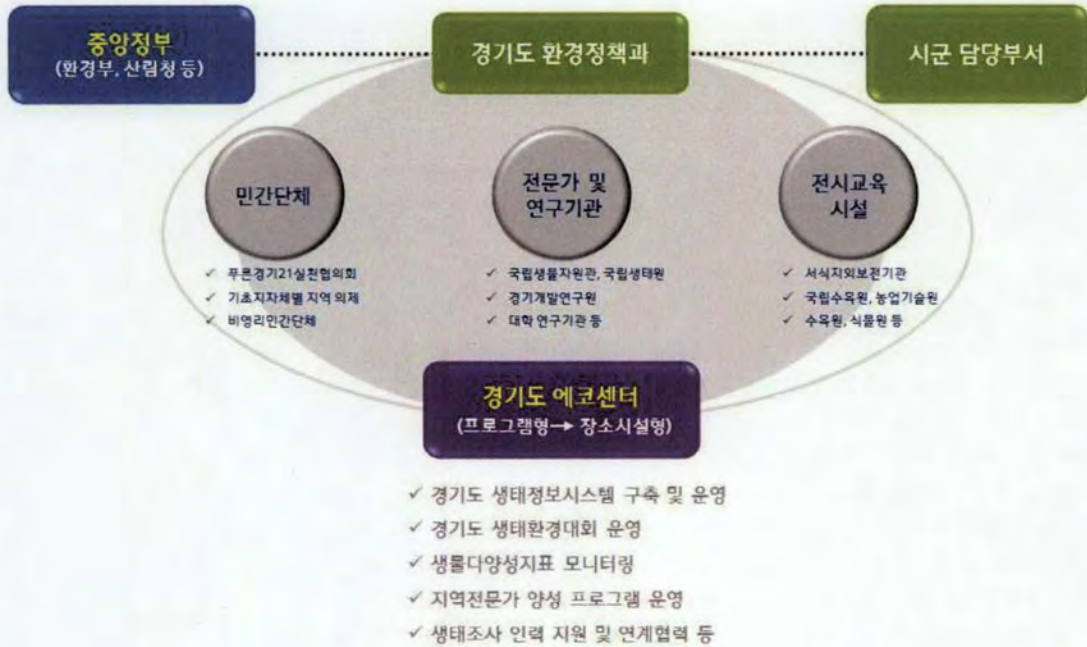 중앙정부
(환경부, 산림청 등)
경기도 환경정책과
시군 담당부서
민간단체
전문가 및
연구기관
전시교육
시설
✓ 푸른경기21실천협의회
✓ 기초지자체별 지역 의제
✓ 비영리민간단체
✓ 국립생물자원관, 국립생태원
✓ 경기개발연구원
✓ 대학 연구기관 등
✓ 서식지외보전기관
✓ 국립수목원, 농업기술원
✓ 수목원, 식물원 등
경기도 에코센터
(프로그램형→ 장소시설형)
✓ 경기도 생태정보시스템 구축 및 운영
✓ 경기도 생태환경대회 운영
✓ 생물다양성지표 모니터링
✓ 지역전문가 양성 프로그램 운영
✓ 생태조사 인력 지원 및 연계협력 등